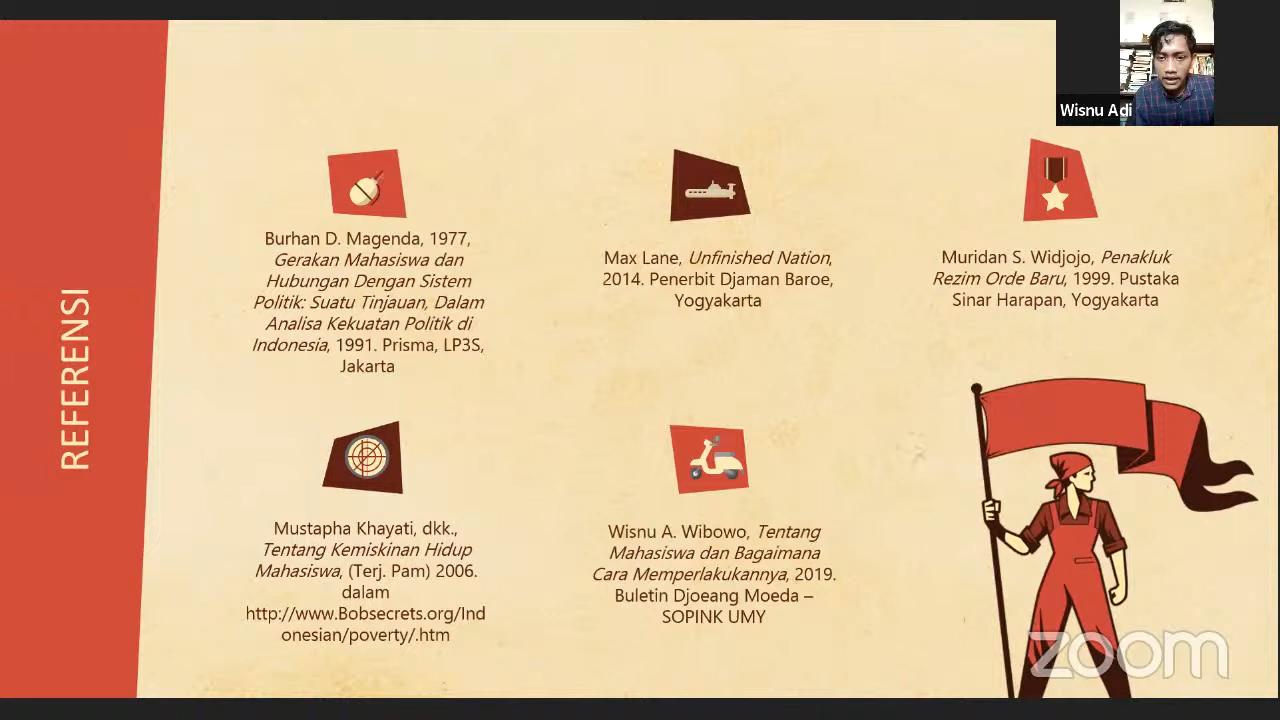 Wisnu Adi
REFERENSI
Burhan D. Magenda, 1977,
Gerakan Mahasiswa dan
Hubungan Dengan Sistem
Politik: Suatu Tinjauan, Dalam
Analisa Kekuatan Politik di
Indonesia, 1991. Prisma, LP3S,
Jakarta
Max Lane, Unfinished Nation,
2014. Penerbit Djaman Baroe,
Yogyakarta
Muridan S. Widjojo, Penakluk
Rezim Orde Baru, 1999. Pustaka
Sinar Harapan, Yogyakarta
Mustapha Khayati, dkk.,
Tentang Kemiskinan Hidup
Mahasiswa, (Terj. Pam) 2006.
dalam
http://www.Bobsecrets.org/Ind
onesian/poverty/.htm
Wisnu A. Wibowo, Tentang
Mahasiswa dan Bagaimana
Cara Memperlakukannya, 2019.
Buletin Djoeang Moeda –
SOPINK UMY
zoom